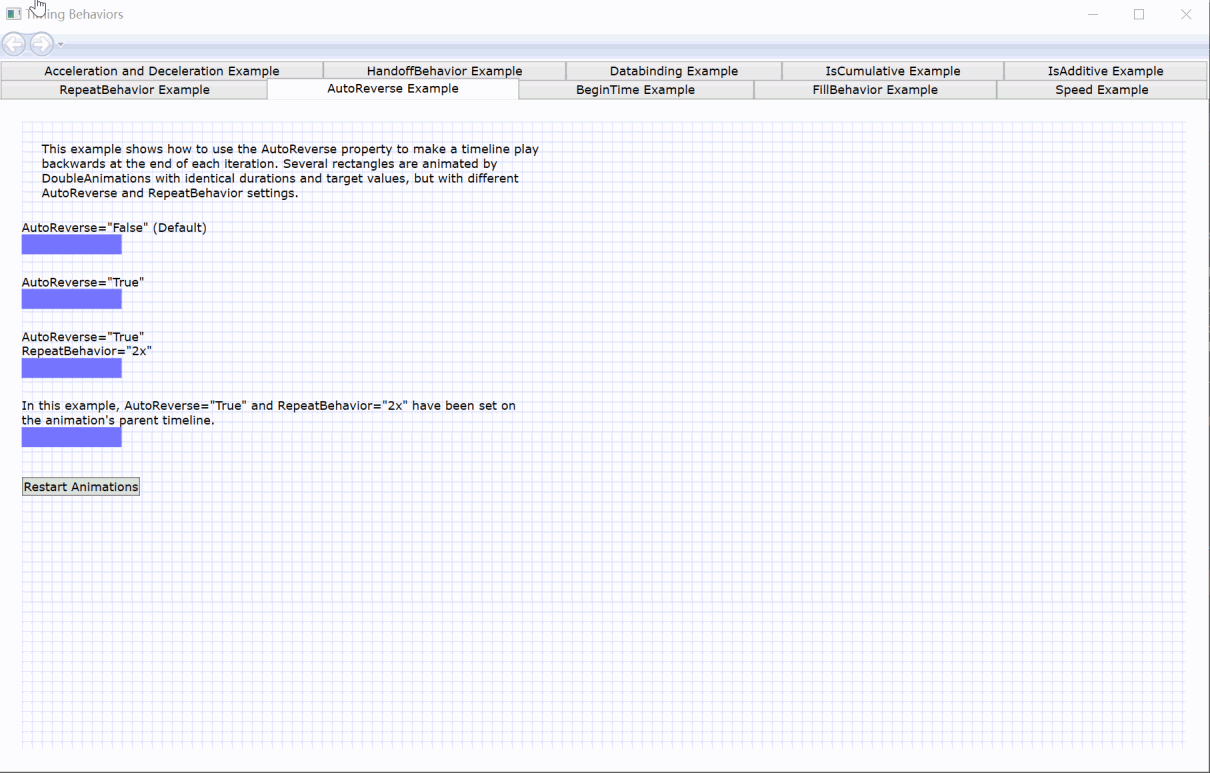 Timing Behaviors
Acceleration and Deceleration Example
HandoffBehavior Example
Databinding Example
IsCumulative Example
IsAdditive Example
RepeatBehavior Example
AutoReverse Example
BeginTime Example
FillBehavior Example
Speed Example
This example shows how to use the AutoReverse property to make a timeline play
backwards at the end of each iteration. Several rectangles are animated by
DoubleAnimations with identical durations and target values, but with different
AutoReverse and RepeatBehavior settings.
AutoReverse="False" (Default)
AutoReverse="True"
AutoReverse="True"
RepeatBehavior="2x"
In this example, AutoReverse="True" and RepeatBehavior="2x" have been set on
the animation's parent timeline.
Restart Animations